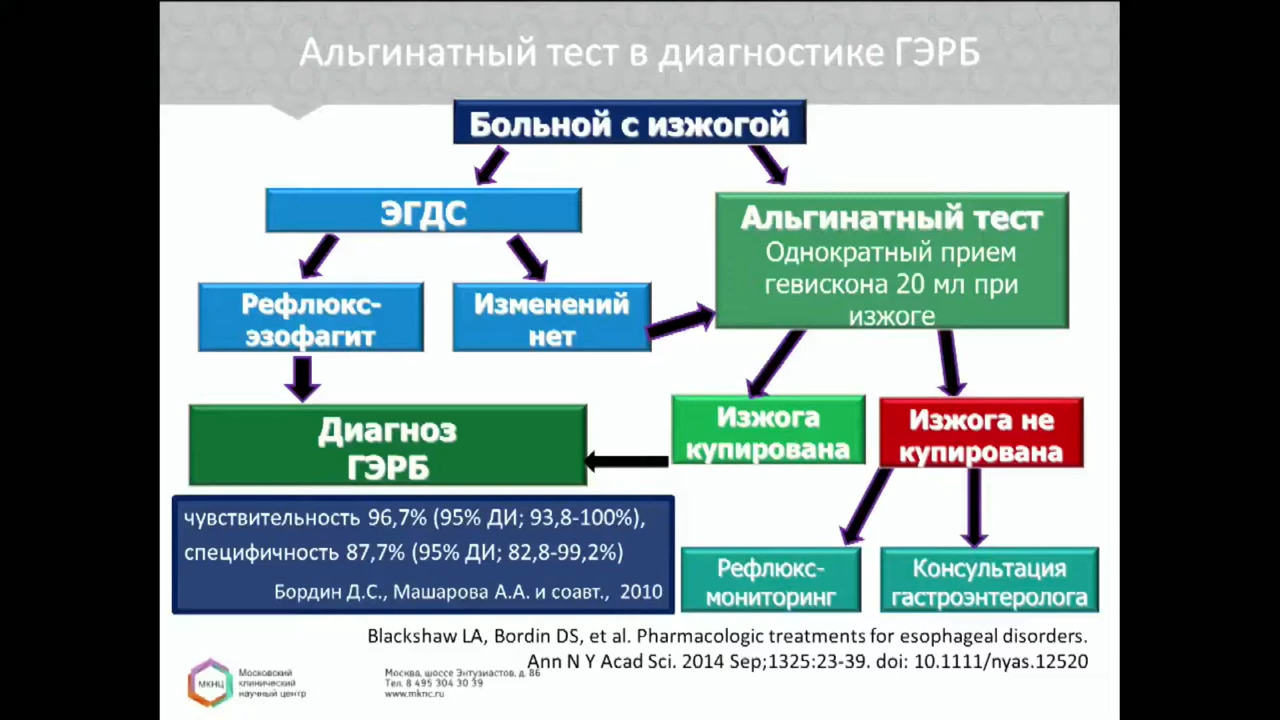 Альгинатный тест в диагностике ГЭРБ
Больной с изжогой
ЭГДС
Альгинатный тест
Однократный прием
гевискона 20 мл при
изжоге
Рефлюкс-
эзофагит
Изменений
нет
Диагноз
ГЭРБ
Изжога
купирована
Изжога не
купирована
чувствительность 96,7% (95% ДИ; 93,8-100%),
специфичность 87,7% (95% ДИ; 82,8-99,2%)
Бордин Д.С., Машарова А.А. и соавт., 2010
Рефлюкс-
мониторинг
Консультация
гастроэнтеролога
Blackshaw LA, Bordin DS, et al. Pharmacologic treatments for esophageal disorders.
Ann N Y Acad Sci. 2014 Sep;1325:23-39. doi: 10.1111/nyas.12520
МКНЦ
Московский
клинический
научный центр
Москва, шоссе Энтузиастов, д. 86
Тел. 8 495 304 30 39
www.mknc.ru